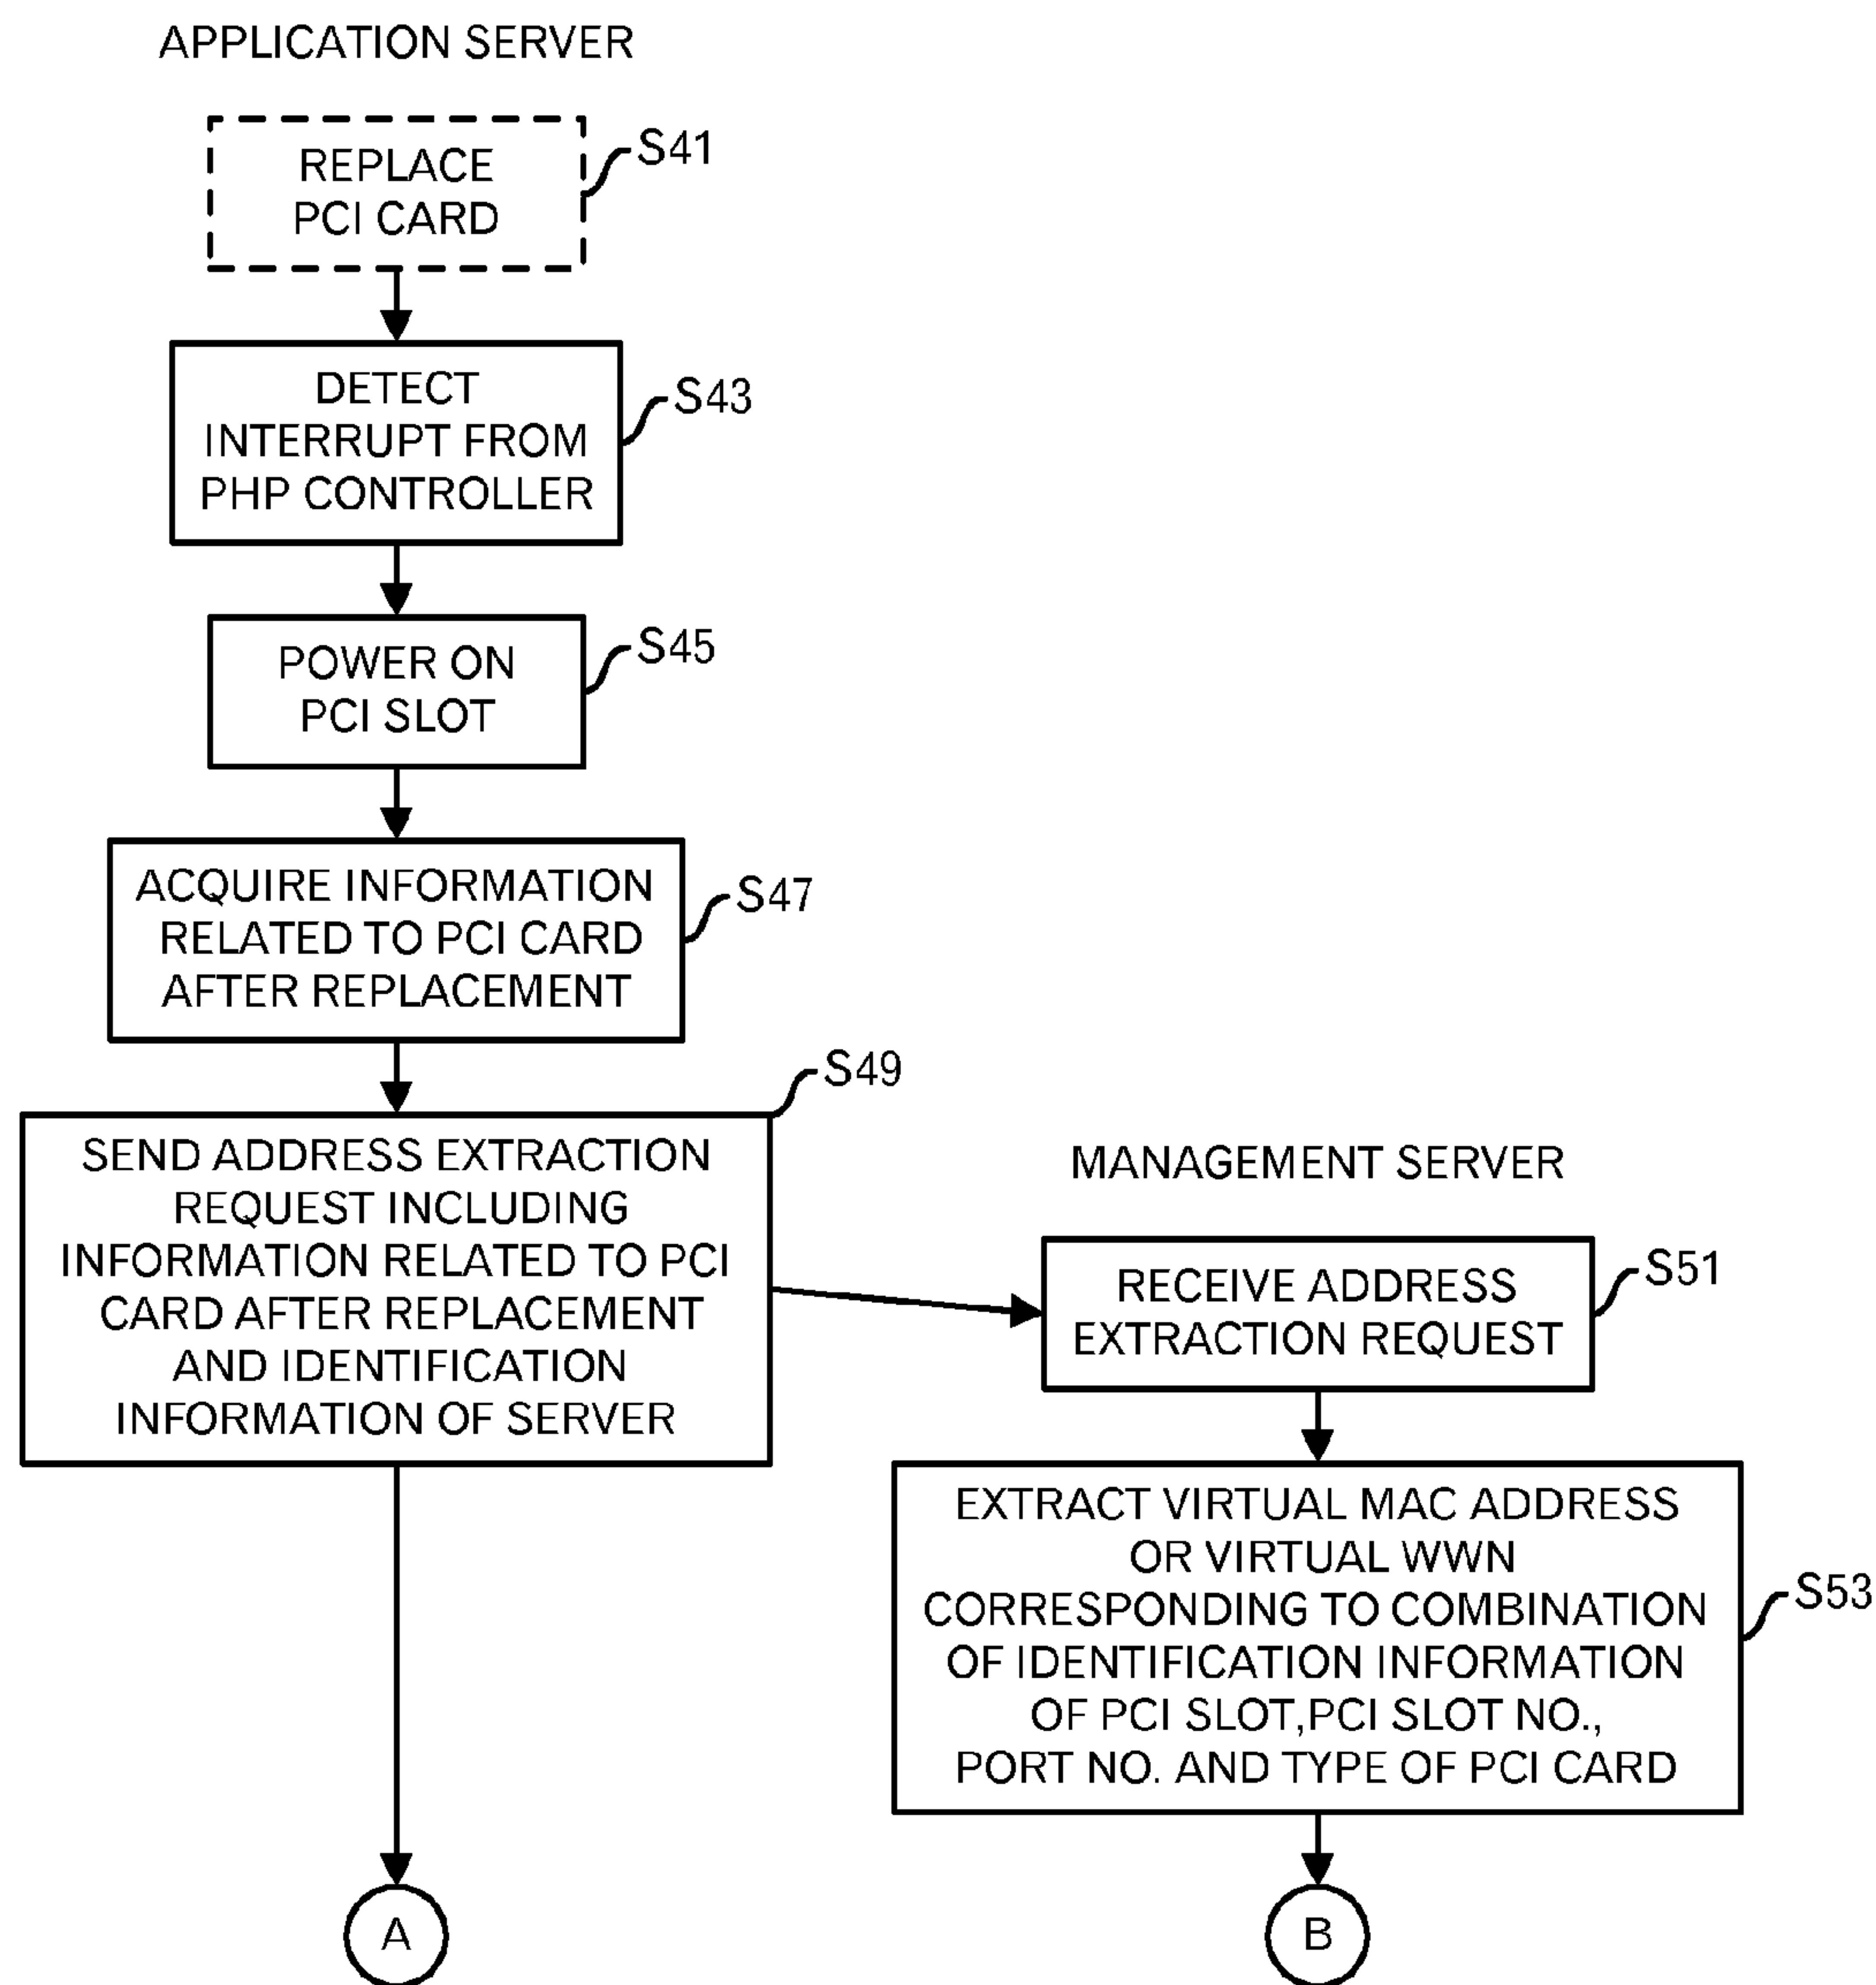 APPLICATION SERVER
REPLACE
PCI CARD
S41
DETECT
INTERRUPT FROM
PHP CONTROLLER
S43
POWER ON
PCI SLOT
S45
ACQUIRE INFORMATION
RELATED TO PCI CARD
AFTER REPLACEMENT
S47
SEND ADDRESS EXTRACTION
REQUEST INCLUDING
INFORMATION RELATED TO PCI
CARD AFTER REPLACEMENT
AND IDENTIFICATION
INFORMATION OF SERVER
S49
MANAGEMENT SERVER
RECEIVE ADDRESS
EXTRACTION REQUEST
S51
EXTRACT VIRTUAL MAC ADDRESS
OR VIRTUAL WWN
CORRESPONDING TO COMBINATION
OF IDENTIFICATION INFORMATION
OF PCI SLOT,PCI SLOT NO.,
PORT NO. AND TYPE OF PCI CARD
S53
A
B